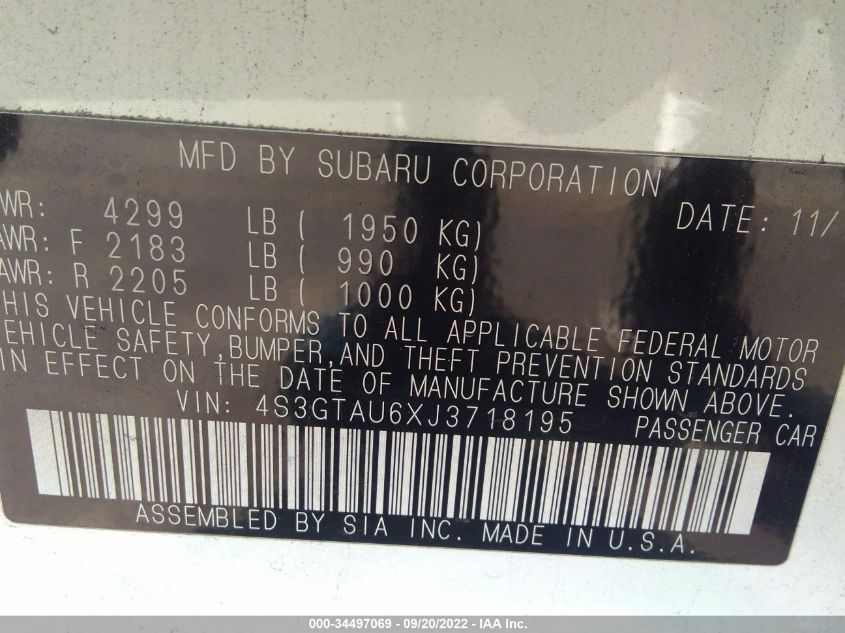 MFD BY SUBARU CORPORATION
WR: 4299 LB ( 1950 KG) DATE: 11/
AWR: F 2183 LB ( 990 KG)
AWR: R 2205 LB ( 1000 KG)
HIS VEHICLE CONFORMS TO ALL APPLICABLE FEDERAL MOTOR
EHICLE SAFETY, BUMPER, AND THEFT PREVENTION STANDARDS
IN EFFECT ON THE DATE OF MANUFACTURE SHOWN ABOVE.
VIN: 4S3GTAU6XJ3718195 PASSENGER CAR
ASSEMBLED BY SIA INC. MADE IN U.S.A.
000-34497069 - 09/20/2022 - IAA Inc.